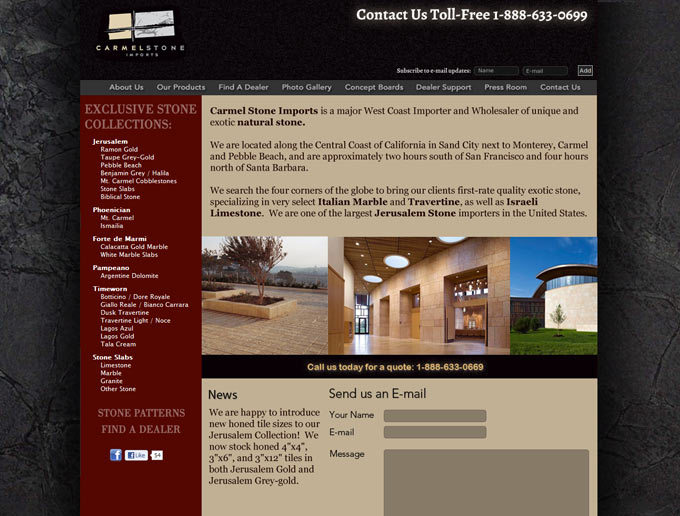 CARMELSTONE
IMPORTS
Contact Us Toll-Free 1-888-633-0699
Subscribe to e-mail updates: Name E-mail Add
About Us Our Products Find A Dealer Photo Gallery Concept Boards Dealer Support Press Room Contact Us
EXCLUSIVE STONE
COLLECTIONS:
Jerusalem
Ramon Gold
Taupe Grey-Gold
Pebble Beach
Benjamin Grey / Halila
Mt. Carmel Cobblestones
Stone Slabs
Biblical Stone
Phoenician
Mt. Carmel
Ismailia
Forte de Marmi
Calacatta Gold Marble
White Marble Slabs
Pampeano
Argentine Dolomite
Timeworn
Botticino / Dore Royale
Giallo Reale / Bianco Carrara
Dusk Travertine
Travertine Light / Noce
Lagos Azul
Lagos Gold
Tala Cream
Stone Slabs
Limestone
Marble
Granite
Other Stone
STONE PATTERNS
FIND A DEALER
f Like 54
Carmel Stone Imports is a major West Coast Importer and Wholesaler of unique and
exotic natural stone.
We are located along the Central Coast of California in Sand City next to Monterey, Carmel
and Pebble Beach, and are approximately two hours south of San Francisco and four hours
north of Santa Barbara.
We search the four corners of the globe to bring our clients first-rate quality exotic stone,
specializing in very select Italian Marble and Travertine, as well as Israeli
Limestone. We are one of the largest Jerusalem Stone importers in the United States.
Call us today for a quote: 1-888-633-0669
News
We are happy to introduce
new honed tile sizes to our
Jerusalem Collection! We
now stock honed 4"x4",
3"x6", and 3"x12" tiles in
both Jerusalem Gold and
Jerusalem Grey-gold.
Send us an E-mail
Your Name
E-mail
Message